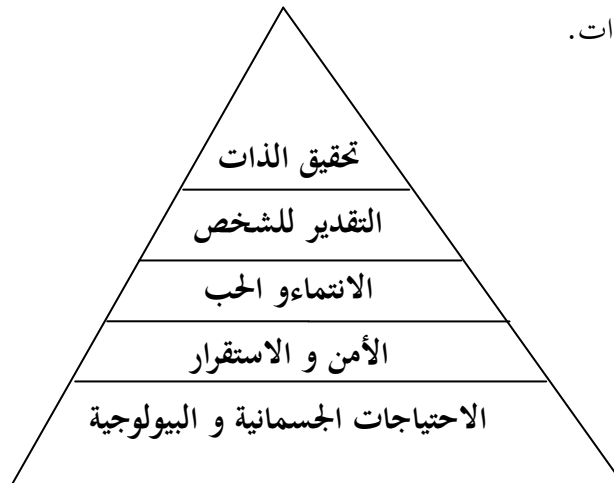 ات.
تحقيق الذات
التقدير للشخص
الانتماءو الحب
الأمن و الاستقرار
الاحتياجات الجسمانية و البيولوجية